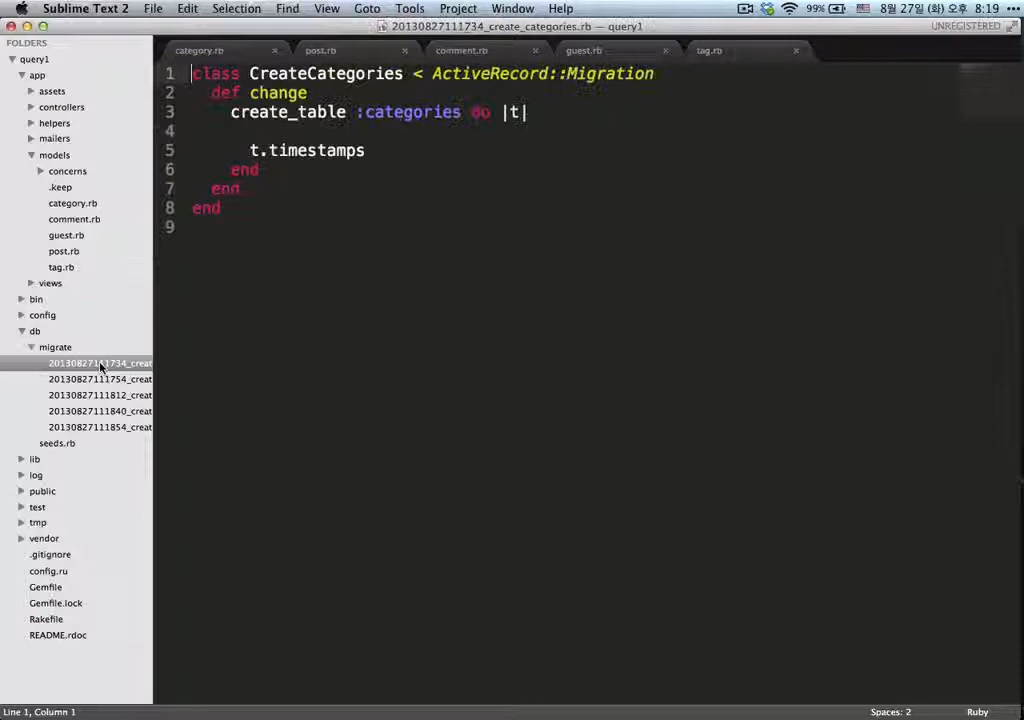 Sublime Text 2 File Edit Selection Find View Goto Tools Project Window Help 99% 8월 27일 (화) 오후 8:19
20130827111734_create_categories.rb — query1 UNREGISTERED
FOLDERS
category.rb × post.rb × comment.rb × guest.rb × tag.rb ×
query1
app
assets
controllers
helpers
mailers
models
concerns
.keep
category.rb
comment.rb
guest.rb
post.rb
tag.rb
views
bin
config
db
migrate
20130827111734_creat
20130827111754_creat
20130827111812_creat
20130827111840_creat
20130827111854_creat
seeds.rb
lib
log
public
test
tmp
vendor
.gitignore
config.ru
Gemfile
Gemfile.lock
Rakefile
README.rdoc
1 class CreateCategories < ActiveRecord::Migration
2 def change
3 create_table :categories do |t|
4
5 t.timestamps
6 end
7 end
8 end
9
Line 1, Column 1 Spaces: 2 Ruby